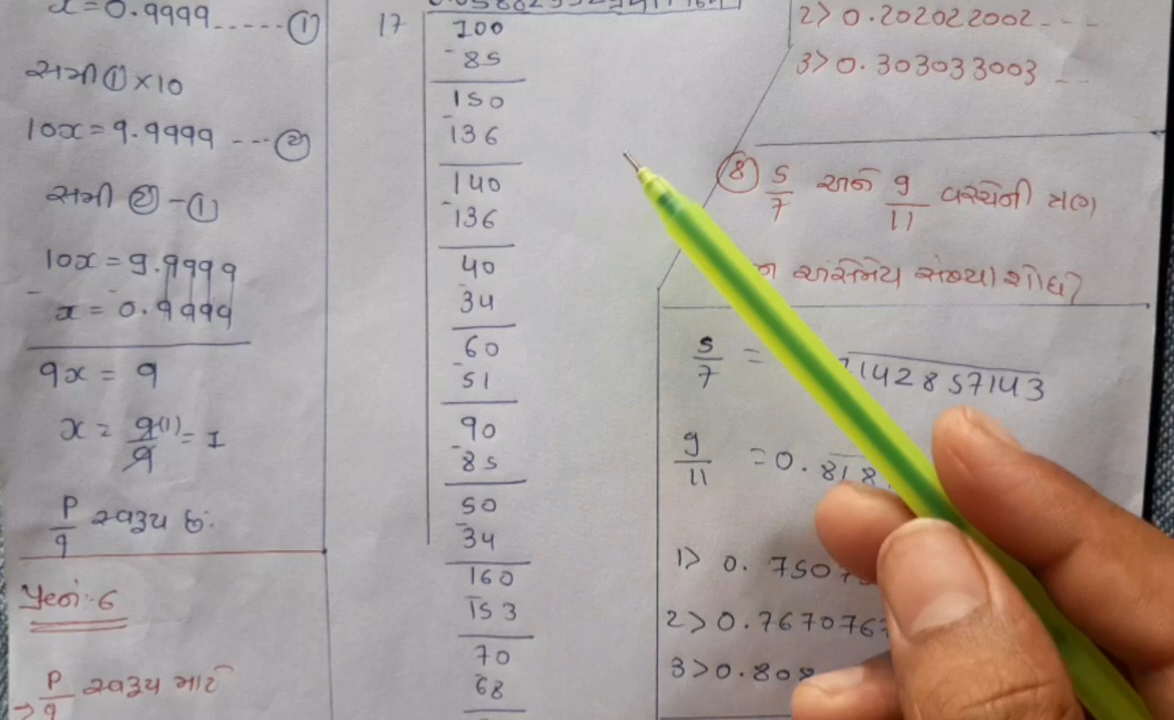 x = 0.9999.....①
સમી ① × 10
10x = 9.9999 ---②
સમી ② - ①
10x = 9.9999
- x = 0.9999
9x = 9
x = 9(1)/9 = 1
P/q સ્વરૂપ છે.
P/q સ્વરૂપ માટે
17
100
-85
150
-136
140
-136
40
34
60
-51
90
-85
50
-34
160
153
70
68
2> 0.202022002---
3> 0.303033003 --
⑧ 5/7 અને 9/11 વચ્ચેની ત્રણ
અસંમેય સંખ્યા શોધો
5/7 = 7142857143
9/11 = 0.818
1> 0.750
2> 0.7670767
3> 0.808